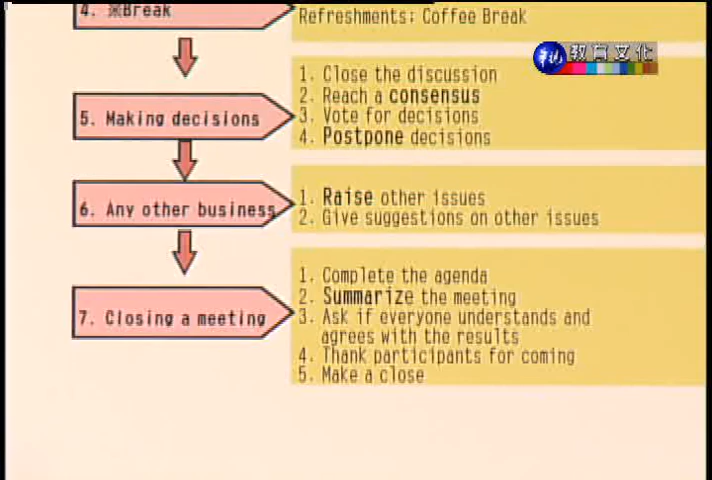 4. ※Break
Refreshments: Coffee Break
華視 教育文化
5. Making decisions
1. Close the discussion
2. Reach a consensus
3. Vote for decisions
4. Postpone decisions
6. Any other business
1. Raise other issues
2. Give suggestions on other issues
7. Closing a meeting
1. Complete the agenda
2. Summarize the meeting
3. Ask if everyone understands and
agrees with the results
4. Thank participants for coming
5. Make a close